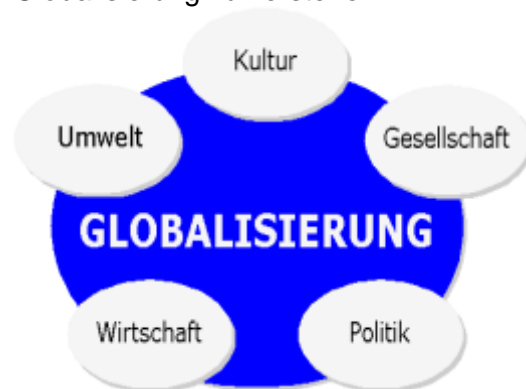 Kultur
Umwelt
Gesellschaft
GLOBALISIERUNG
Wirtschaft
Politik